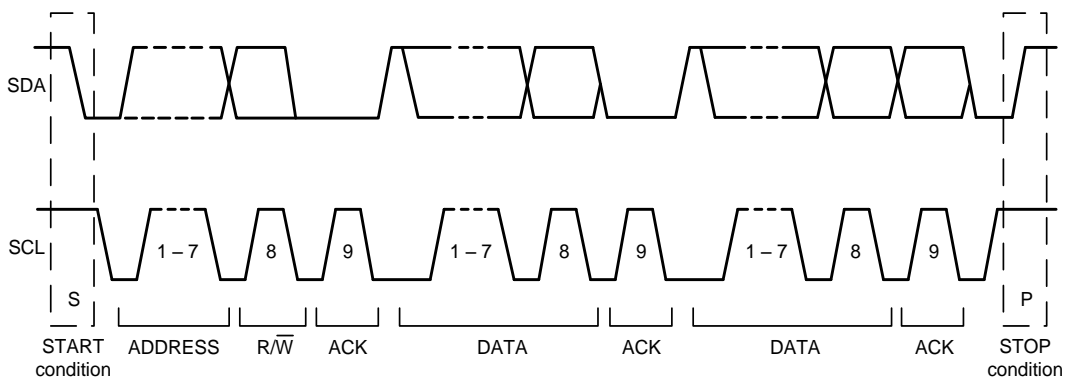 SDA
SCL
1 – 7
8
9
1 – 7
8
9
1 – 7
8
9
S
P
START
condition
ADDRESS
R/W̅
ACK
DATA
ACK
DATA
ACK
STOP
condition